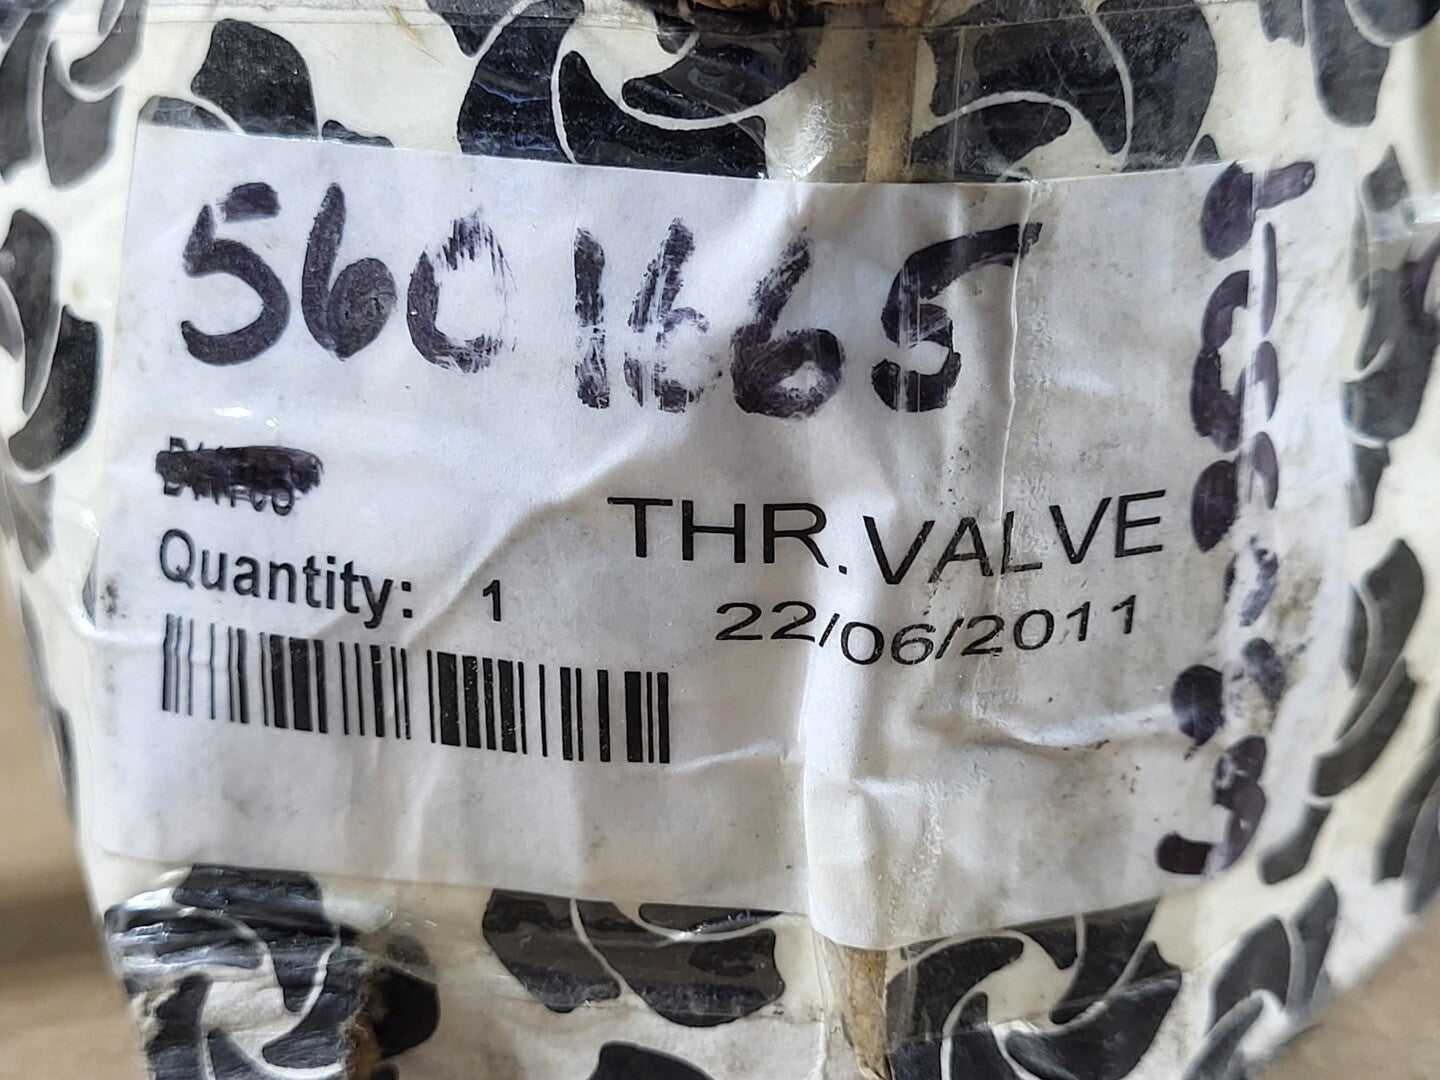 5601665
Quantity: 1
THR.VALVE
22/06/2011